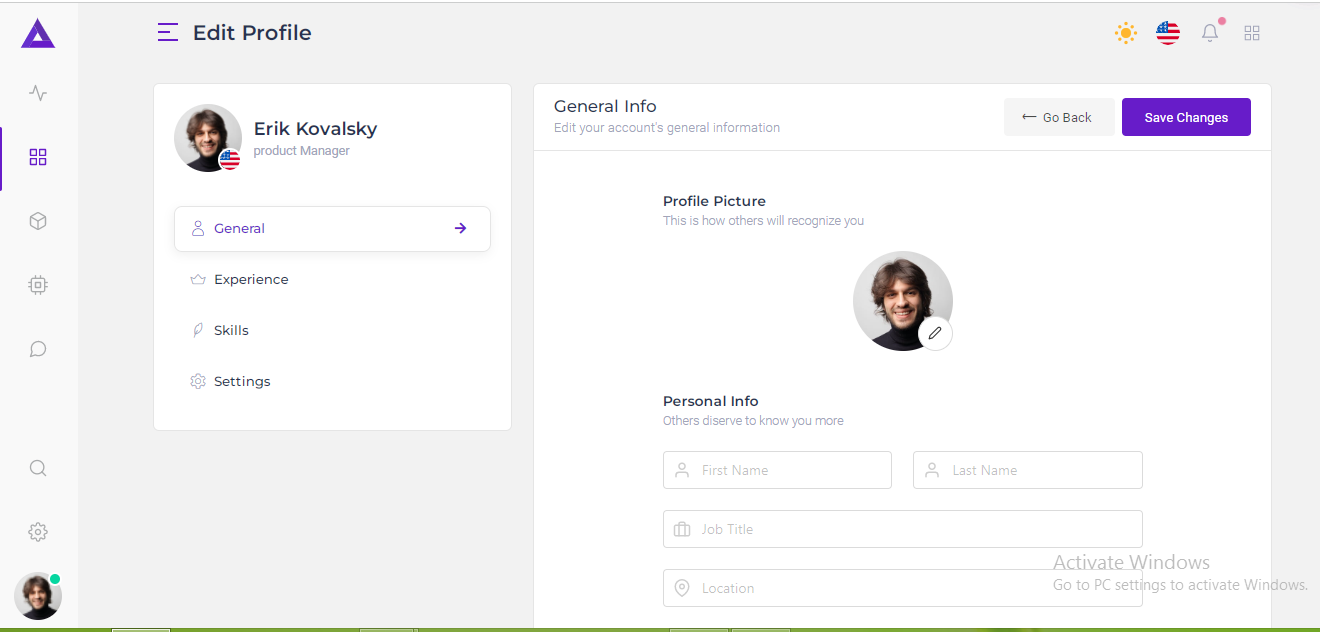 Edit Profile
Erik Kovalsky
product Manager
General
Experience
Skills
Settings
General Info
Edit your account's general information
Go Back
Save Changes
Profile Picture
This is how others will recognize you
Personal Info
Others diserve to know you more
First Name
Last Name
Job Title
Location
Activate Windows
Go to PC settings to activate Windows.